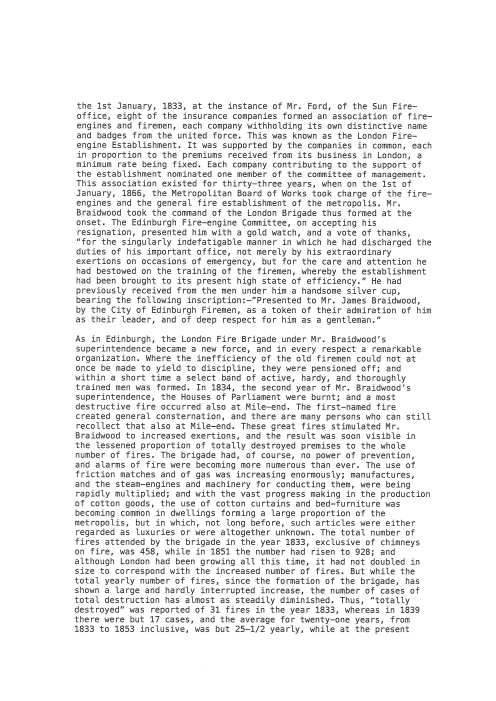 the 1st January, 1833, at the instance of Mr. Ford, of the Sun Fire–
office, eight of the insurance companies formed an association of fire–
engines and firemen, each company withholding its own distinctive name
and badges from the united force. This was known as the London Fire–
engine Establishment. It was supported by the companies in common, each
in proportion to the premiums received from its business in London, a
minimum rate being fixed. Each company contributing to the support of
the establishment nominated one member of the committee of management.
This association existed for thirty–three years, when on the 1st of
January, 1866, the Metropolitan Board of Works took charge of the fire–
engines and the general fire establishment of the metropolis. Mr.
Braidwood took the command of the London Brigade thus formed at the
onset. The Edinburgh Fire–engine Committee, on accepting his
resignation, presented him with a gold watch, and a vote of thanks,
"for the singularly indefatigable manner in which he had discharged the
duties of his important office, not merely by his extraordinary
exertions on occasions of emergency, but for the care and attention he
had bestowed on the training of the firemen, whereby the establishment
had been brought to its present high state of efficiency." He had
previously received from the men under him a handsome silver cup,
bearing the following inscription:—"Presented to Mr. James Braidwood,
by the City of Edinburgh Firemen, as a token of their admiration of him
as their leader, and of deep respect for him as a gentleman."

As in Edinburgh, the London Fire Brigade under Mr. Braidwood's
superintendence became a new force, and in every respect a remarkable
organization. Where the inefficiency of the old firemen could not at
once be made to yield to discipline, they were pensioned off; and
within a short time a select band of active, hardy, and thoroughly
trained men was formed. In 1834, the second year of Mr. Braidwood's
superintendence, the Houses of Parliament were burnt; and a most
destructive fire occurred also at Mile–end. The first–named fire
created general consternation, and there are many persons who can still
recollect that also at Mile–end. These great fires stimulated Mr.
Braidwood to increased exertions, and the result was soon visible in
the lessened proportion of totally destroyed premises to the whole
number of fires. The brigade had, of course, no power of prevention,
and alarms of fire were becoming more numerous than ever. The use of
friction matches and of gas was increasing enormously; manufactures,
and the steam–engines and machinery for conducting them, were being
rapidly multiplied; and with the vast progress making in the production
of cotton goods, the use of cotton curtains and bed–furniture was
becoming common in dwellings forming a large proportion of the
metropolis, but in which, not long before, such articles were either
regarded as luxuries or were altogether unknown. The total number of
fires attended by the brigade in the year 1833, exclusive of chimneys
on fire, was 458, while in 1851 the number had risen to 928; and
although London had been growing all this time, it had not doubled in
size to correspond with the increased number of fires. But while the
total yearly number of fires, since the formation of the brigade, has
shown a large and hardly interrupted increase, the number of cases of
total destruction has almost as steadily diminished. Thus, "totally
destroyed" was reported of 31 fires in the year 1833, whereas in 1839
there were but 17 cases, and the average for twenty–one years, from
1833 to 1853 inclusive, was but 25–1/2 yearly, while at the present